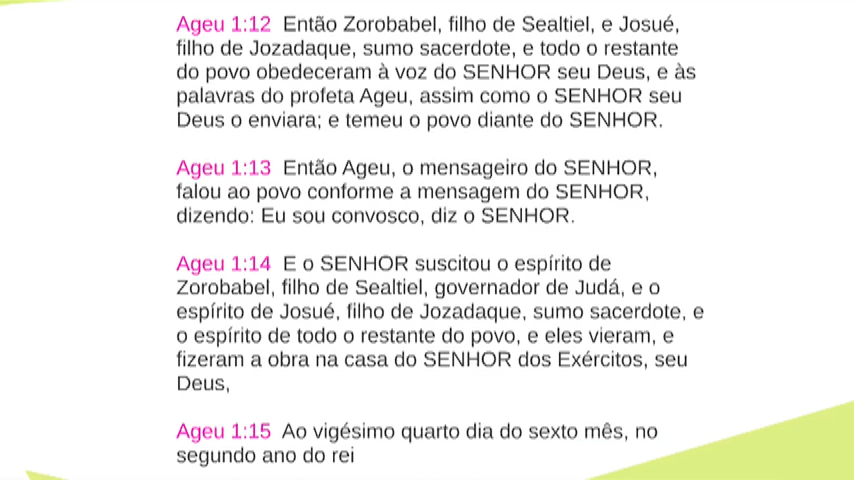 Ageu 1:12  Então Zorobabel, filho de Sealtiel, e Josué,
filho de Jozadaque, sumo sacerdote, e todo o restante
do povo obedeceram à voz do SENHOR seu Deus, e às
palavras do profeta Ageu, assim como o SENHOR seu
Deus o enviara; e temeu o povo diante do SENHOR.
Ageu 1:13  Então Ageu, o mensageiro do SENHOR,
falou ao povo conforme a mensagem do SENHOR,
dizendo: Eu sou convosco, diz o SENHOR.
Ageu 1:14  E o SENHOR suscitou o espírito de
Zorobabel, filho de Sealtiel, governador de Judá, e o
espírito de Josué, filho de Jozadaque, sumo sacerdote, e
o espírito de todo o restante do povo, e eles vieram, e
fizeram a obra na casa do SENHOR dos Exércitos, seu
Deus,
Ageu 1:15  Ao vigésimo quarto dia do sexto mês, no
segundo ano do rei